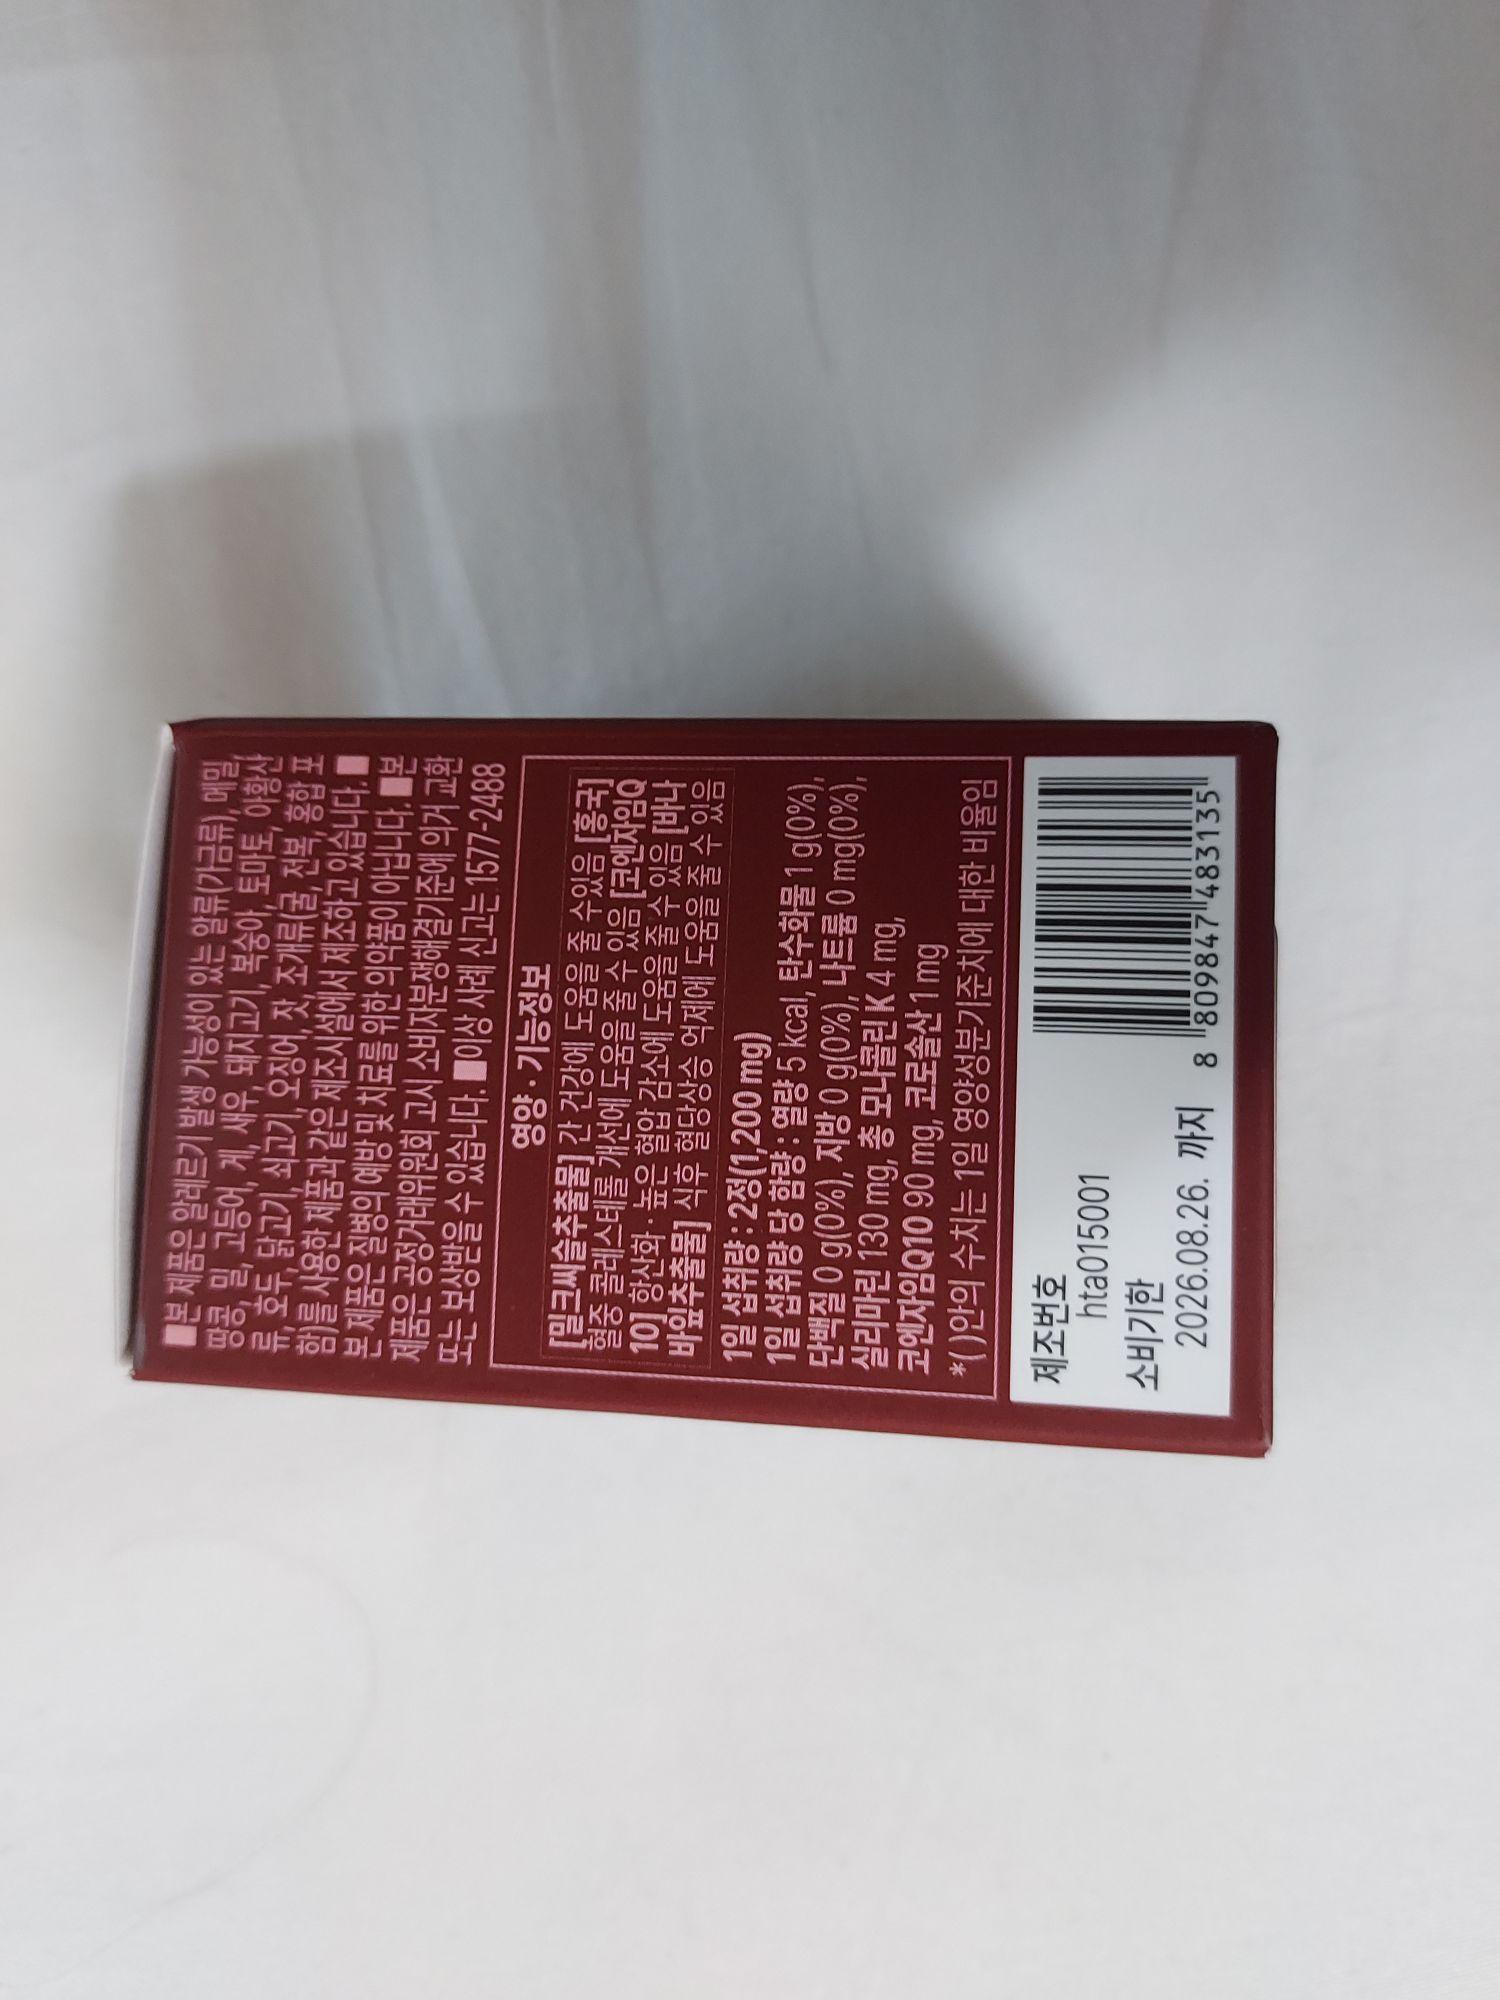 ■본 제품은 알레르기 발생 가능성이 있는 알류(가금류), 메밀,
땅콩, 밀, 고등어, 게, 새우, 돼지고기, 복숭아, 토마토, 아황산
류, 호두, 닭고기, 쇠고기, 오징어, 잣, 조개류(굴, 전복, 홍합 포
함)를 사용한 제품과 같은 제조시설에서 제조하고 있습니다. ■
본 제품은 질병의 예방 및 치료를 위한 의약품이 아닙니다. ■본
제품은 공정거래위원회 고시 소비자분쟁해결기준에 의거 교환
또는 보상받을 수 있습니다. ■이상 사례 신고는 1577-2488
영양·기능정보
[밀크씨슬추출물] 간 건강에 도움을 줄 수있음 [홍국]
혈중 콜레스테롤 개선에 도움을 줄 수 있음 [코엔자임Q
10] 항산화·높은 혈압 감소에 도움을 줄 수 있음 [바나
바잎추출물] 식후 혈당상승 억제에 도움을 줄 수 있음
1일 섭취량 : 2정(1,200 mg)
1일 섭취량 당 함량 : 열량 5 kcal, 탄수화물 1 g(0%),
단백질 0 g(0%), 지방 0 g(0%), 나트륨 0 mg(0%),
실리마린 130 mg, 총 모나콜린 K 4 mg,
코엔자임Q10 90 mg, 코로솔산 1 mg
*( )안의 수치는 1일 영양성분기준치에 대한 비율임
제조번호
hta015001
소비기한
2026.08.26. 까지
8 809847 483135